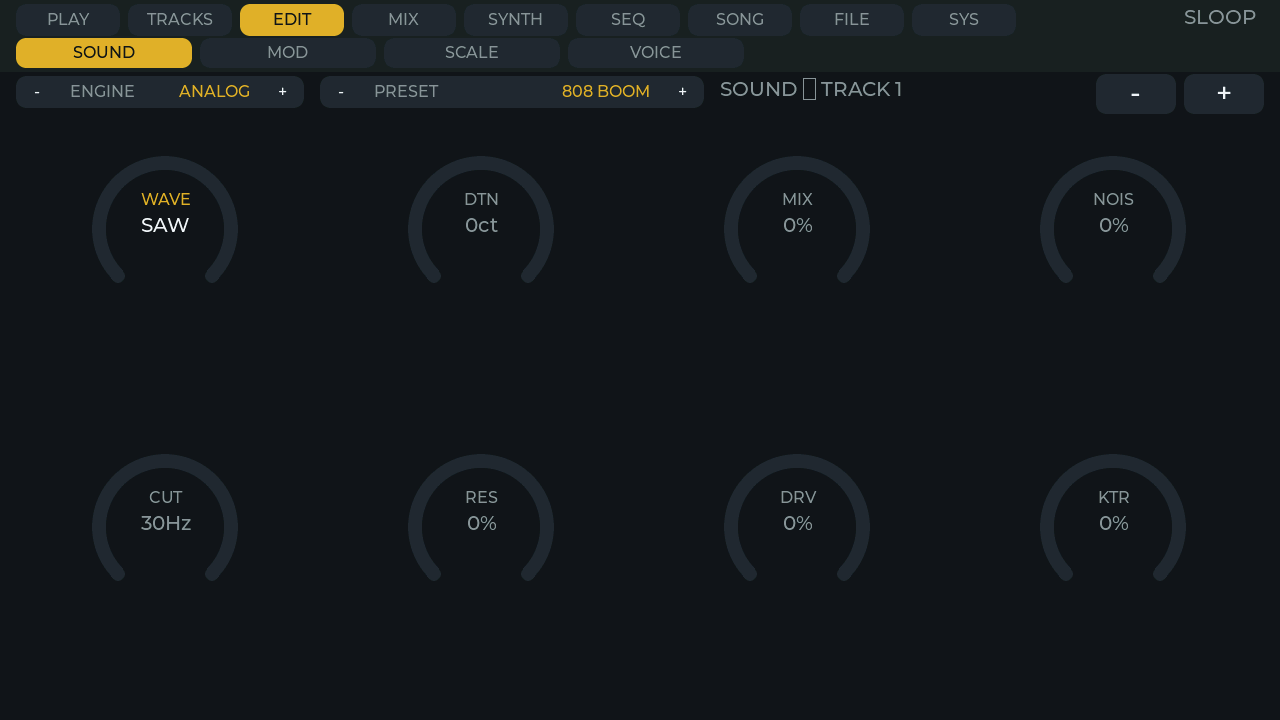 PLAY TRACKS EDIT MIX SYNTH SEQ SONG FILE SYS SLOOP
SOUND MOD SCALE VOICE
- ENGINE ANALOG + - PRESET 808 BOOM + SOUND ▯ TRACK 1 - +
WAVE DTN MIX NOIS
SAW 0ct 0% 0%
CUT RES DRV KTR
30Hz 0% 0% 0%